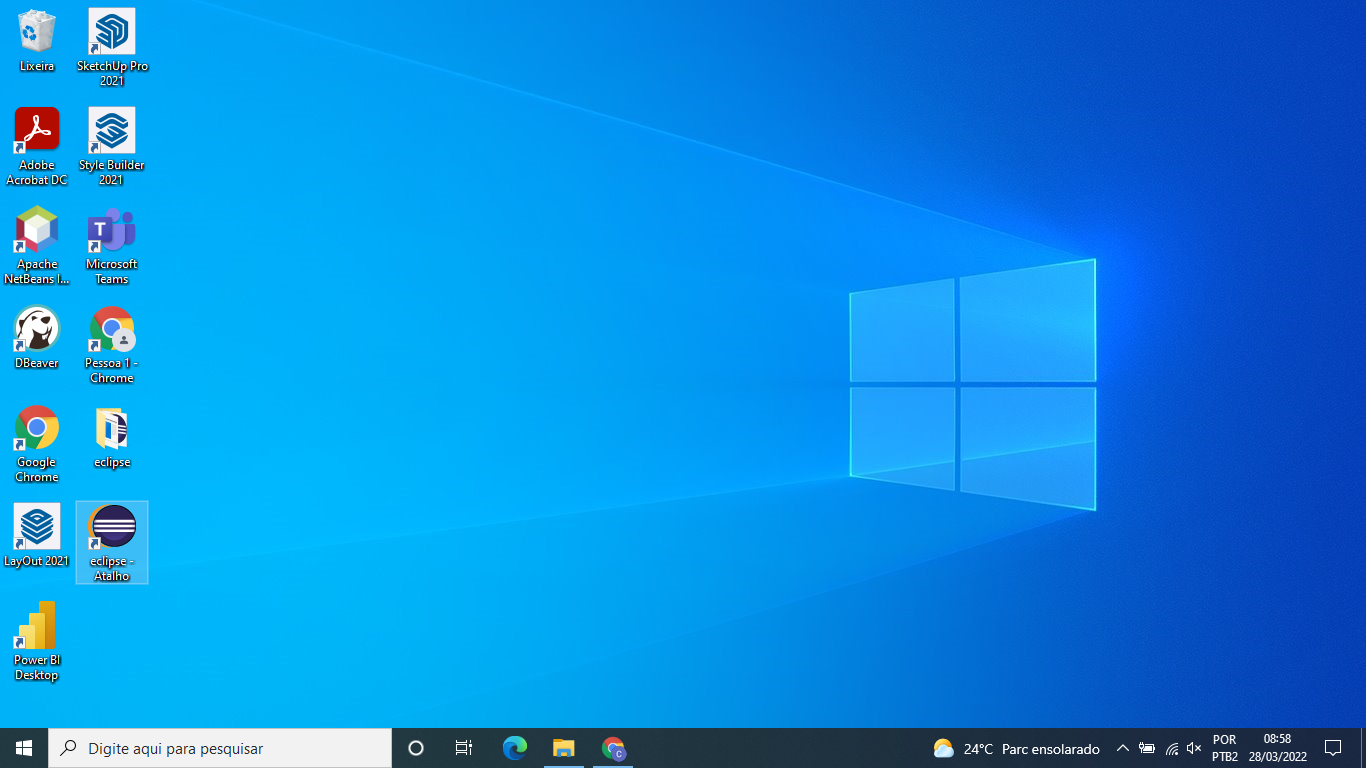 Lixeira
SketchUp Pro
2021
Adobe
Acrobat DC
Style Builder
2021
Apache
NetBeans I...
Microsoft
Teams
DBeaver
Pessoa 1 -
Chrome
Google
Chrome
eclipse
LayOut 2021
eclipse -
Atalho
Power BI
Desktop
Digite aqui para pesquisar
24°C Parc ensolarado
POR
PTB2
08:58
28/03/2022